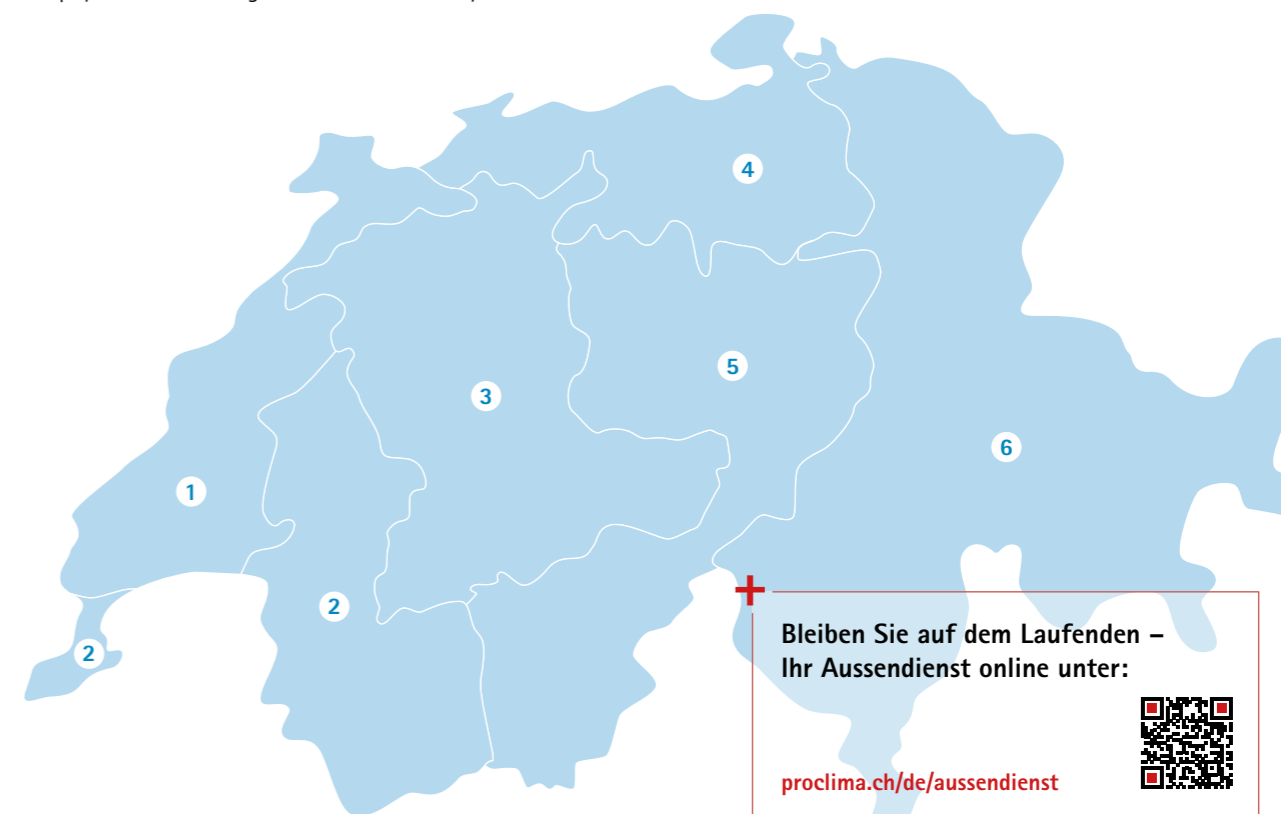 4
5
3
6
1
2
2
Bleiben Sie auf dem Laufenden –
Ihr Aussendienst online unter:
proclima.ch/de/aussendienst